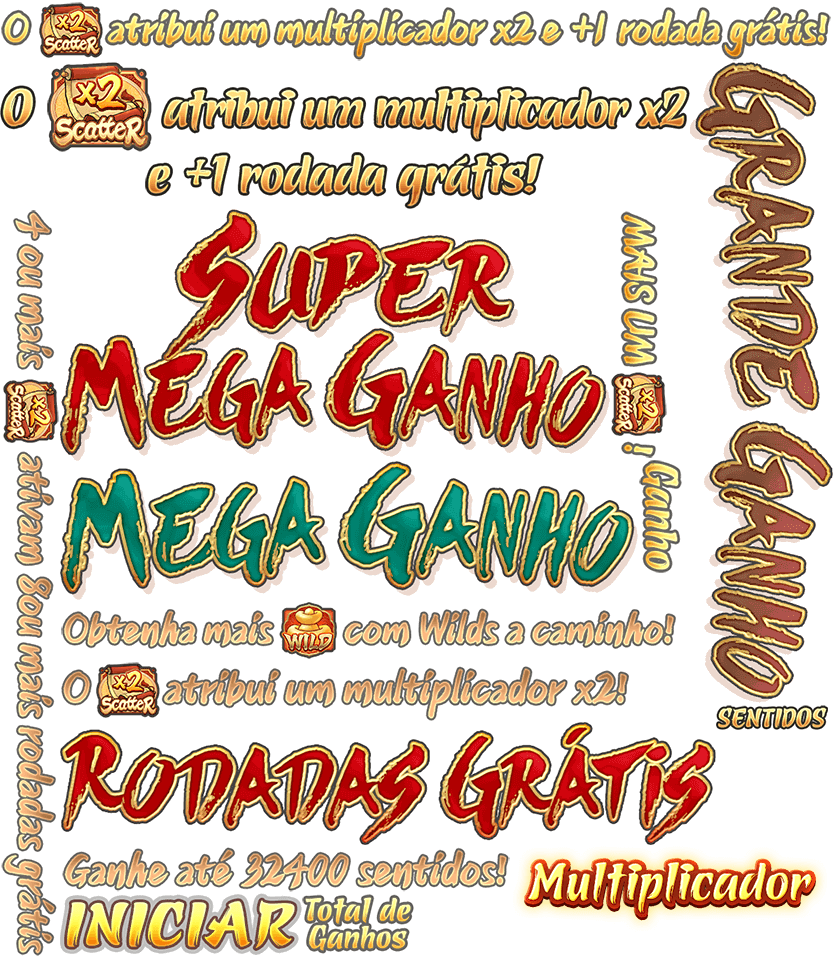 O x2 SCATTER atribui um multiplicador x2 e +1 rodada grátis!
O x2 SCATTER atribui um multiplicador x2
e +1 rodada grátis!
GRANDE GANHO
4 ou mais x2 SCATTER ativam 8ou mais rodadas grátis
SUPER
MEGA GANHO
MAIS UM x2 SCATTER !
Ganho
MEGA GANHO
Obtenha mais WILD com Wilds a caminho!
O x2 SCATTER atribui um multiplicador x2!
SENTIDOS
RODADAS GRÁTIS
Ganhe até 32400 sentidos!
Multiplicador
INICIAR
Total de
Ganhos